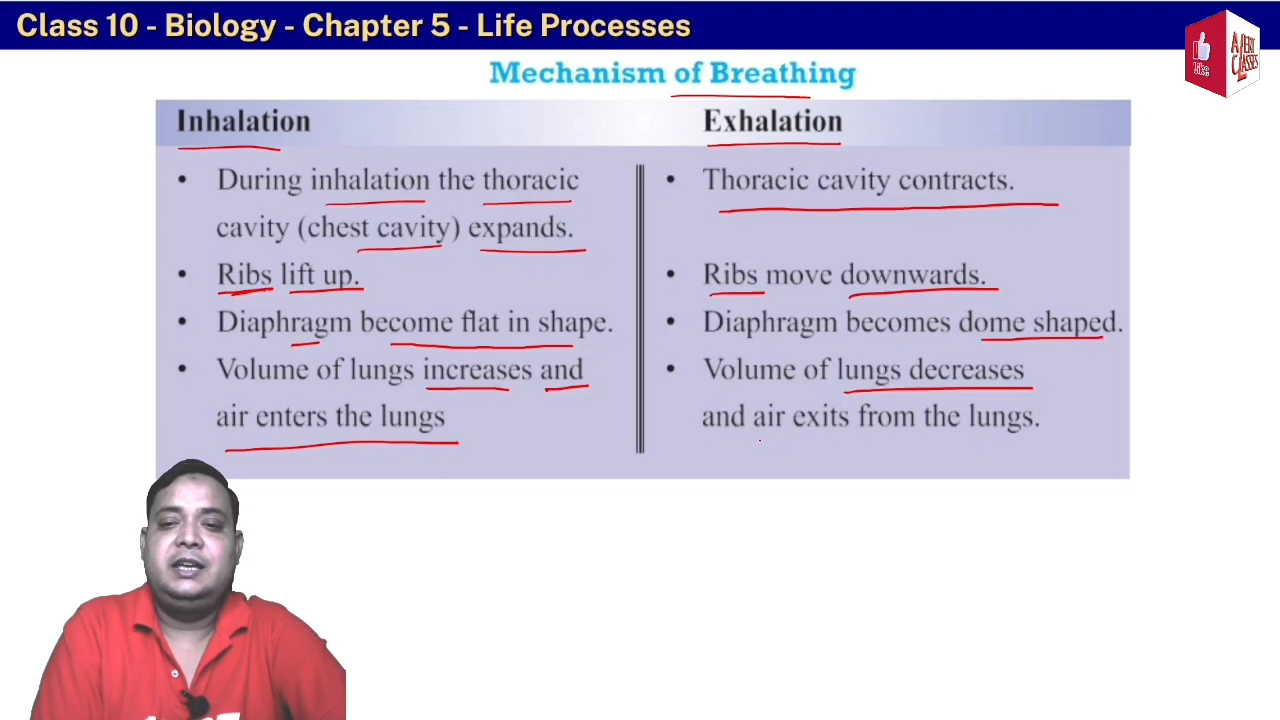 Class 10 - Biology - Chapter 5 - Life Processes
Like
ALERT CLASSES
Mechanism of Breathing
Inhalation
• During inhalation the thoracic
cavity (chest cavity) expands.
• Ribs lift up.
• Diaphragm become flat in shape.
• Volume of lungs increases and
air enters the lungs
Exhalation
• Thoracic cavity contracts.
• Ribs move downwards.
• Diaphragm becomes dome shaped.
• Volume of lungs decreases
and air exits from the lungs.